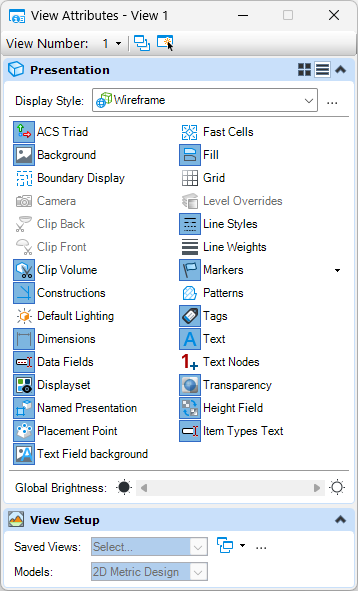 View Attributes - View 1
View Number: 1
Presentation
Display Style: Wireframe ...
ACS Triad Fast Cells
Background Fill
Boundary Display Grid
Camera Level Overrides
Clip Back Line Styles
Clip Front Line Weights
Clip Volume Markers
Constructions Patterns
Default Lighting Tags
Dimensions A Text
Data Fields 1+ Text Nodes
Displayset Transparency
Named Presentation Height Field
Placement Point Item Types Text
Text Field background
Global Brightness:
View Setup
Saved Views: Select... ...
Models: 2D Metric Design